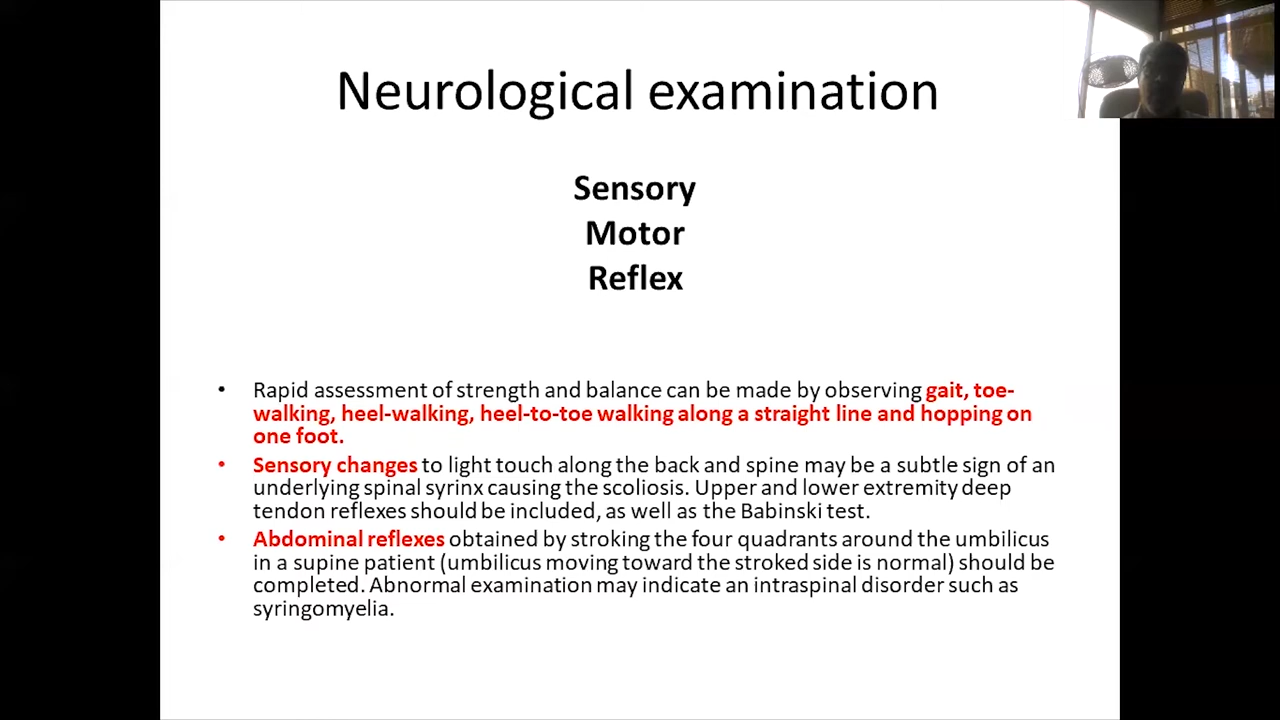 Neurological examination
Sensory
Motor
Reflex
• Rapid assessment of strength and balance can be made by observing gait, toe-
walking, heel-walking, heel-to-toe walking along a straight line and hopping on
one foot.
• Sensory changes to light touch along the back and spine may be a subtle sign of an
underlying spinal syrinx causing the scoliosis. Upper and lower extremity deep
tendon reflexes should be included, as well as the Babinski test.
• Abdominal reflexes obtained by stroking the four quadrants around the umbilicus
in a supine patient (umbilicus moving toward the stroked side is normal) should be
completed. Abnormal examination may indicate an intraspinal disorder such as
syringomyelia.